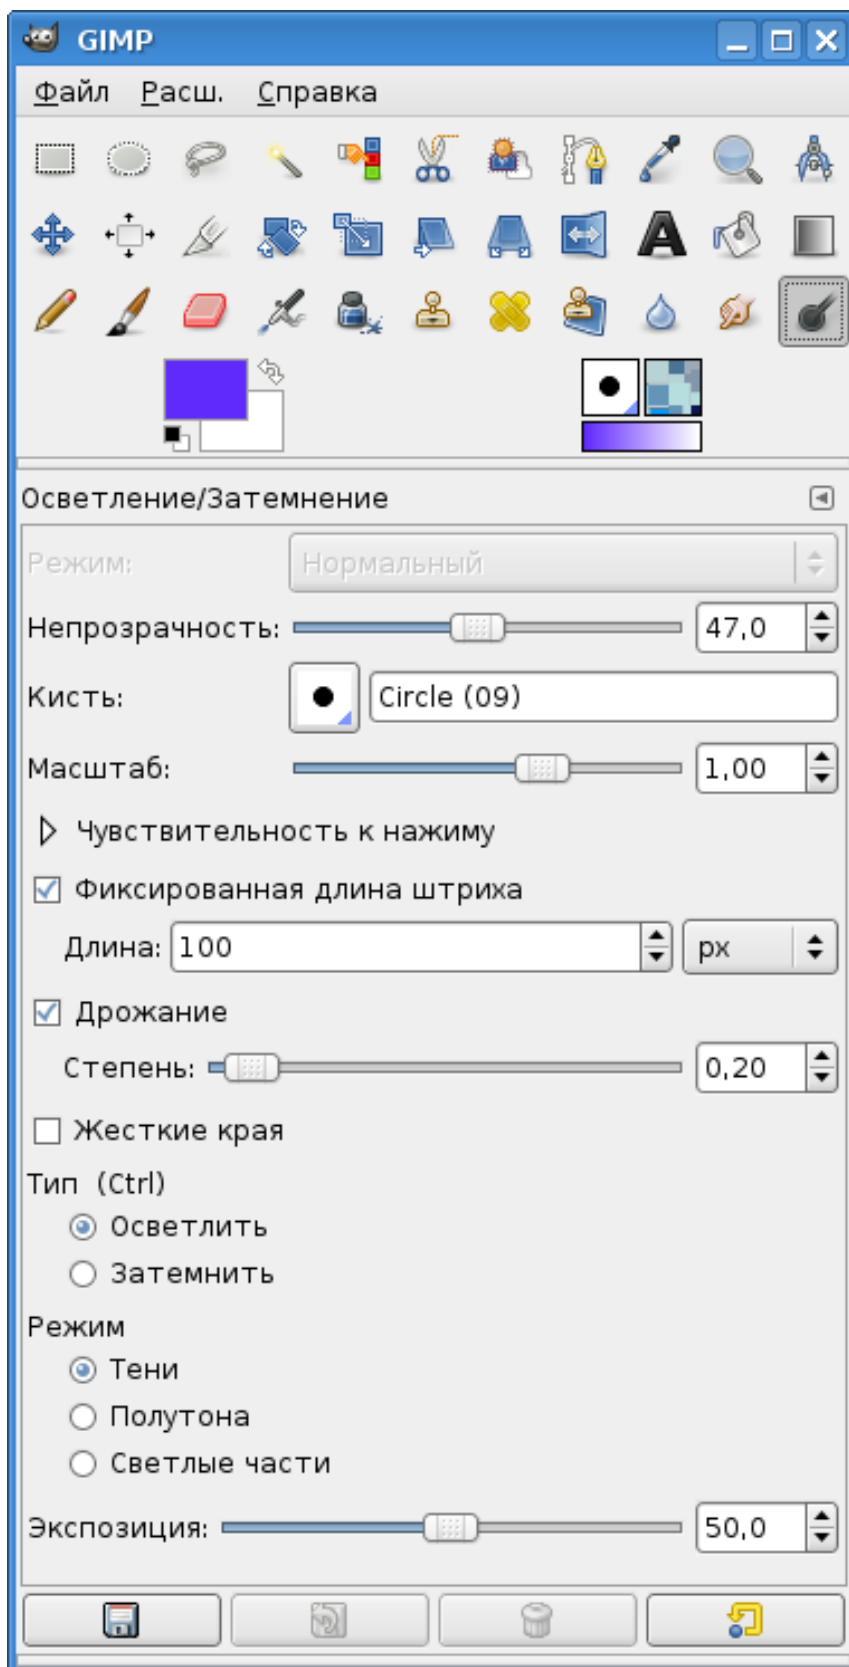 GIMP
Файл Расш. Справка
Осветление/Затемнение
Режим: Нормальный
Непрозрачность: 47,0
Кисть: Circle (09)
Масштаб: 1,00
Чувствительность к нажиму
Фиксированная длина штриха
Длина: 100 px
Дрожание
Степень: 0,20
Жесткие края
Тип (Ctrl)
Осветлить
Затемнить
Режим
Тени
Полутона
Светлые части
Экспозиция: 50,0